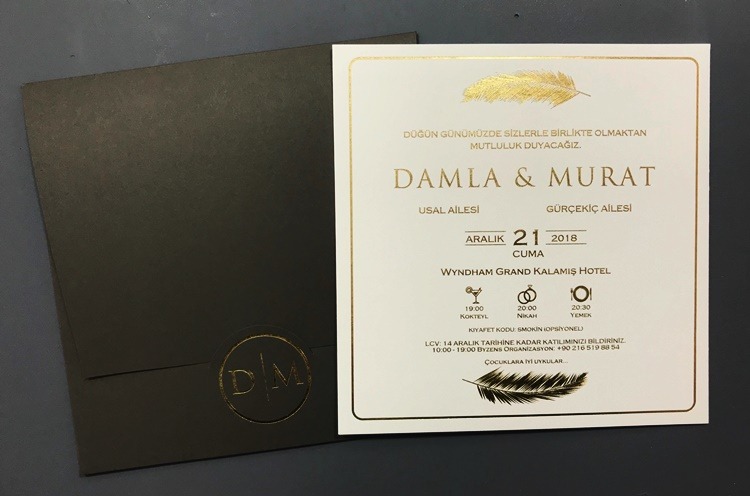 DÜĞÜN GÜNÜMÜZDE SİZLERLE BİRLİKTE OLMAKTAN
MUTLULUK DUYACAĞIZ.
DAMLA & MURAT
USAL AİLESİ GÜRÇEKİÇ AİLESİ
ARALIK 21 2018
CUMA
WYNDHAM GRAND KALAMIŞ HOTEL
19:00 20:00 20:30
KOKTEYL NİKAH YEMEK
KIYAFET KODU: SMOKİN (OPSİYONEL)
LCV: 14 ARALIK TARİHİNE KADAR KATILIMINIZI BİLDİRİNİZ.
10:00 - 19:00 BYZENS ORGANİZASYON: +90 216 519 88 54
ÇOCUKLARA İYİ UYKULAR...
D|M